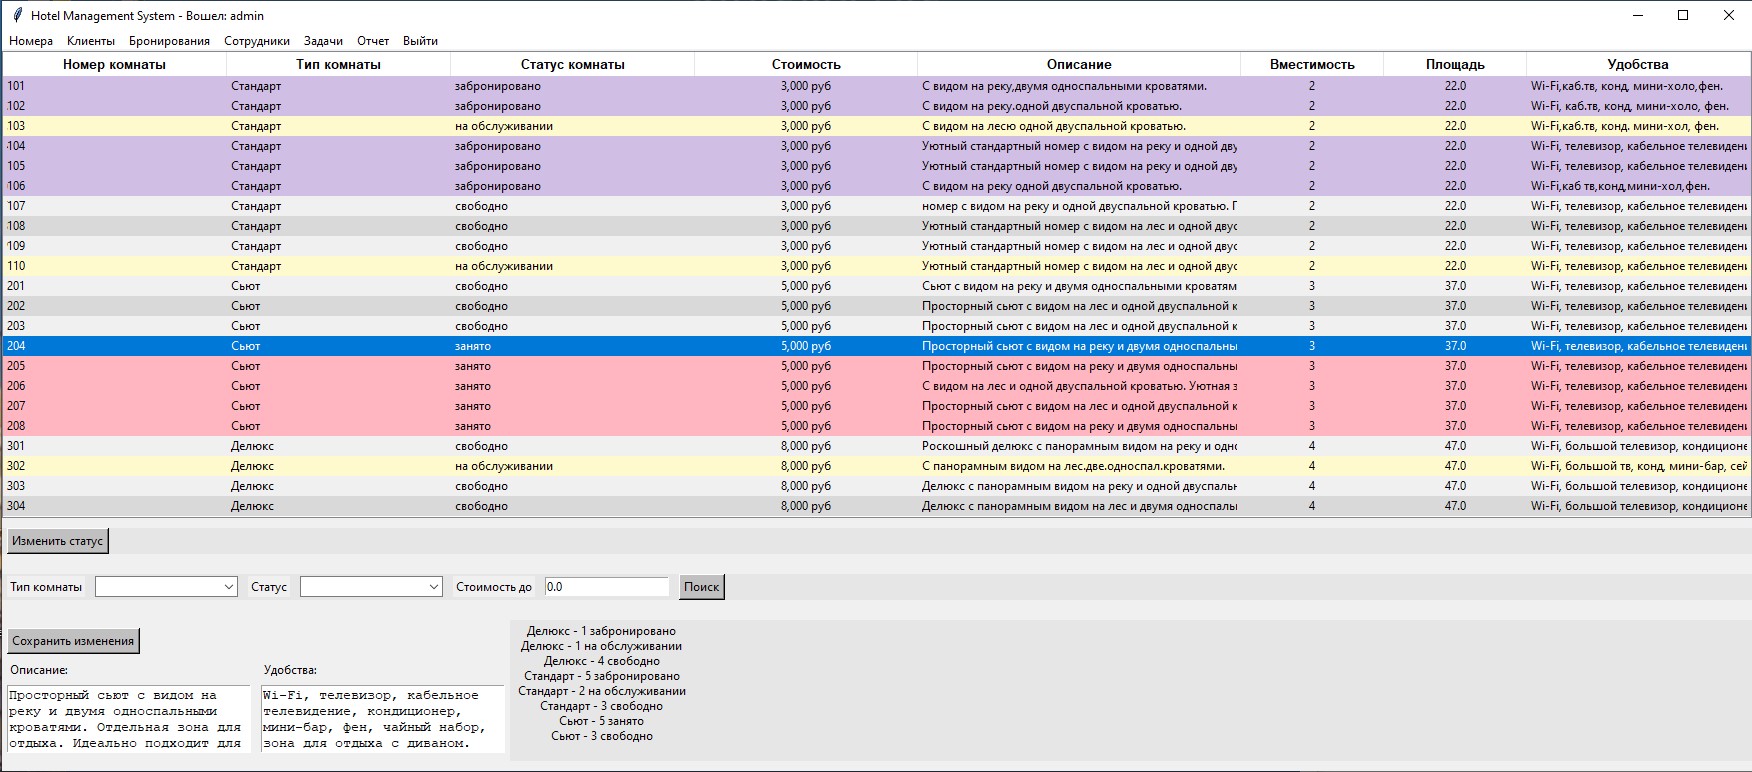 Hotel Management System - Вошел: admin
Номера Клиенты Бронирования Сотрудники Задачи Отчет Выйти
Номер комнаты Тип комнаты Статус комнаты Стоимость Описание Вместимость Площадь Удобства
101 Стандарт забронировано 3,000 руб С видом на реку,двумя односпальными кроватями. 2 22.0 Wi-Fi,каб.тв, конд, мини-холо,фен.
102 Стандарт забронировано 3,000 руб С видом на реку.одной двуспальной кроватью. 2 22.0 Wi-Fi, каб.тв, конд, мини-холо, фен.
103 Стандарт на обслуживании 3,000 руб С видом на лесю одной двуспальной кроватью. 2 22.0 Wi-Fi,каб.тв, конд. мини-хол, фен.
104 Стандарт забронировано 3,000 руб Уютный стандартный номер с видом на реку и одной дву 2 22.0 Wi-Fi, телевизор, кабельное телевидени
105 Стандарт забронировано 3,000 руб Уютный стандартный номер с видом на реку и одной дву 2 22.0 Wi-Fi, телевизор, кабельное телевидени
106 Стандарт забронировано 3,000 руб С видом на реку одной двуспальной кроватью. 2 22.0 Wi-Fi,каб тв,конд,мини-хол,фен.
107 Стандарт свободно 3,000 руб номер с видом на реку и одной двуспальной кроватью. Г 2 22.0 Wi-Fi, телевизор, кабельное телевидени
108 Стандарт свободно 3,000 руб Уютный стандартный номер с видом на лес и одной двус 2 22.0 Wi-Fi, телевизор, кабельное телевидени
109 Стандарт свободно 3,000 руб Уютный стандартный номер с видом на лес и одной двус 2 22.0 Wi-Fi, телевизор, кабельное телевидени
110 Стандарт на обслуживании 3,000 руб Уютный стандартный номер с видом на лес и одной двус 2 22.0 Wi-Fi, телевизор, кабельное телевидени
201 Сьют свободно 5,000 руб Сьют с видом на реку и двумя односпальными кроватям 3 37.0 Wi-Fi, телевизор, кабельное телевидени
202 Сьют свободно 5,000 руб Просторный сьют с видом на лес и одной двуспальной к 3 37.0 Wi-Fi, телевизор, кабельное телевидени
203 Сьют свободно 5,000 руб Просторный сьют с видом на лес и одной двуспальной к 3 37.0 Wi-Fi, телевизор, кабельное телевидени
204 Сьют занято 5,000 руб Просторный сьют с видом на реку и двумя односпальны 3 37.0 Wi-Fi, телевизор, кабельное телевидени
205 Сьют занято 5,000 руб Просторный сьют с видом на реку и двумя односпальны 3 37.0 Wi-Fi, телевизор, кабельное телевидени
206 Сьют занято 5,000 руб С видом на лес и одной двуспальной кроватью. Уютная з 3 37.0 Wi-Fi, телевизор, кабельное телевидени
207 Сьют занято 5,000 руб Просторный сьют с видом на лес и одной двуспальной к 3 37.0 Wi-Fi, телевизор, кабельное телевидени
208 Сьют занято 5,000 руб Просторный сьют с видом на реку и двумя односпальны 3 37.0 Wi-Fi, телевизор, кабельное телевидени
301 Делюкс свободно 8,000 руб Роскошный делюкс с панорамным видом на реку и одно 4 47.0 Wi-Fi, большой телевизор, кондиционе
302 Делюкс на обслуживании 8,000 руб С панорамным видом на лес.две.односпал.кроватями. 4 47.0 Wi-Fi, большой тв, конд, мини-бар, сей
303 Делюкс свободно 8,000 руб Делюкс с панорамным видом на реку и одной двуспальн 4 47.0 Wi-Fi, большой телевизор, кондиционе
304 Делюкс свободно 8,000 руб Делюкс с панорамным видом на лес и двумя односпаль 4 47.0 Wi-Fi, большой телевизор, кондиционе
Изменить статус
Тип комнаты Статус Стоимость до 0.0 Поиск
Сохранить изменения
Описание: Удобства:
Просторный сьют с видом на
реку и двумя односпальными
кроватями. Отдельная зона для
отдыха. Идеально подходит для
Wi-Fi, телевизор, кабельное
телевидение, кондиционер,
мини-бар, фен, чайный набор,
зона для отдыха с диваном.
Делюкс - 1 забронировано
Делюкс - 1 на обслуживании
Делюкс - 4 свободно
Стандарт - 5 забронировано
Стандарт - 2 на обслуживании
Стандарт - 3 свободно
Сьют - 5 занято
Сьют - 3 свободно